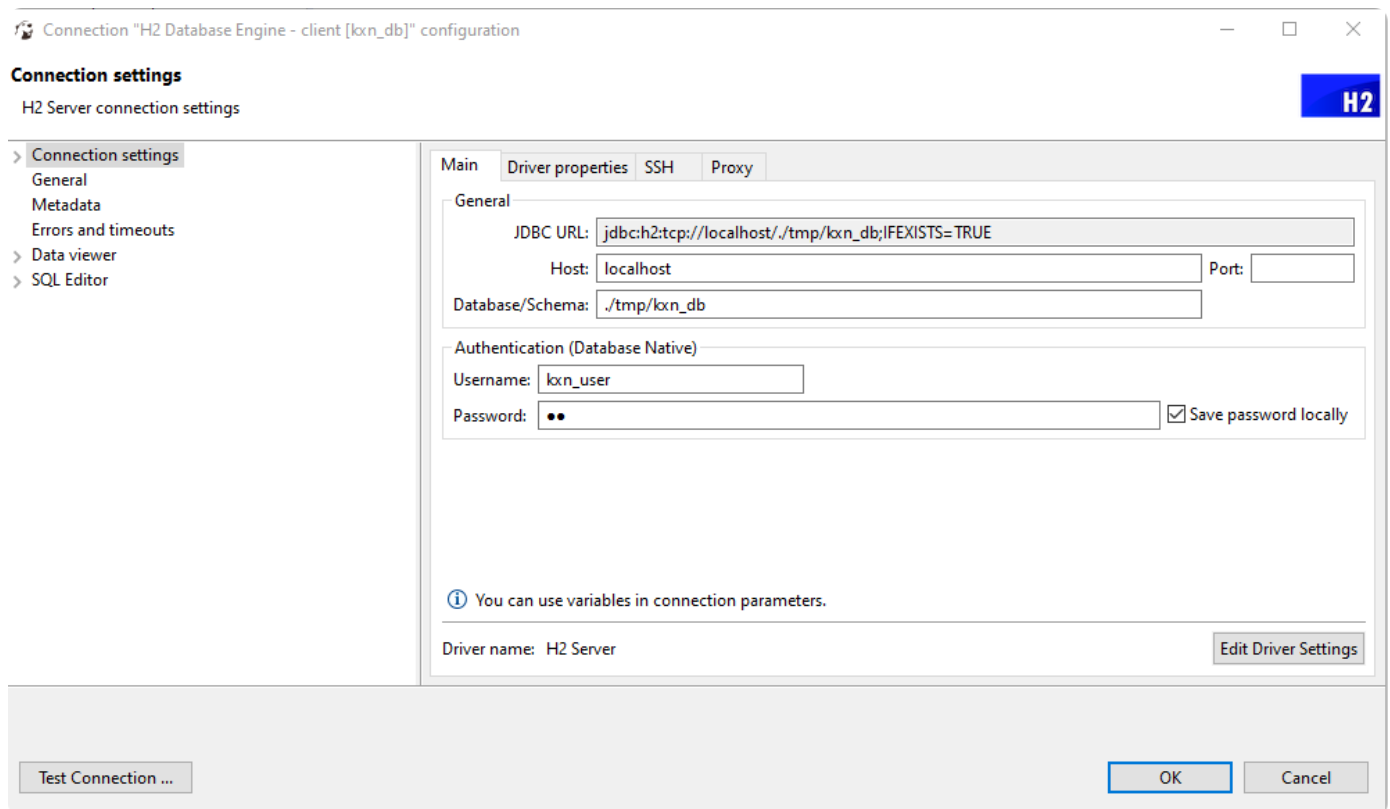 Connection "H2 Database Engine - client [kxn_db]" configuration
Connection settings
H2 Server connection settings
H2
Connection settings
General
Metadata
Errors and timeouts
Data viewer
SQL Editor
Main Driver properties SSH Proxy
General
JDBC URL: jdbc:h2:tcp://localhost/./tmp/kxn_db;IFEXISTS=TRUE
Host: localhost Port:
Database/Schema: ./tmp/kxn_db
Authentication (Database Native)
Username: kxn_user
Password: ●● Save password locally
You can use variables in connection parameters.
Driver name: H2 Server Edit Driver Settings
Test Connection ... OK Cancel